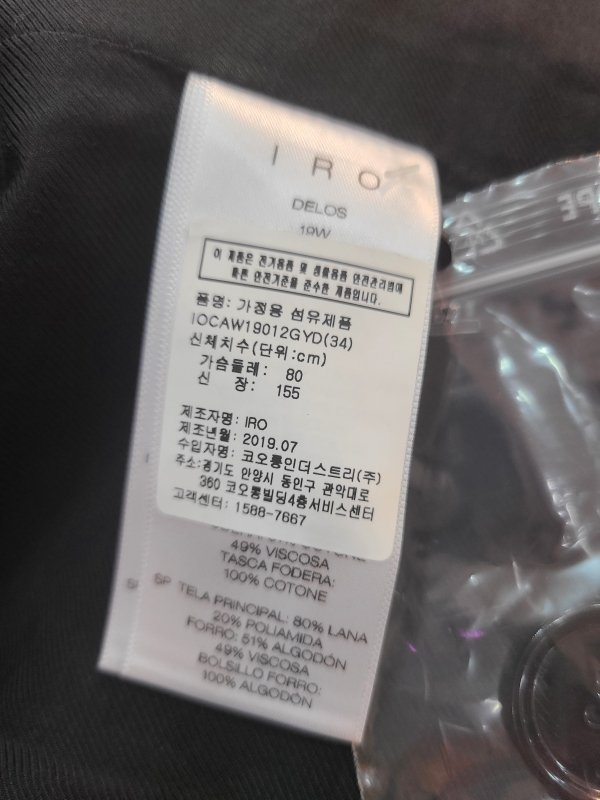 IRO
DELOS
19W
이 제품은 전기용품 및 생활용품 안전관리법에
따른 안전기준을 준수한 제품입니다.
품명: 가정용 섬유제품
IOCAW19012GYD(34)
신체치수(단위:cm)
가슴둘레: 80
신 장: 155
제조자명: IRO
제조년월: 2019.07
수입자명: 코오롱인더스트리(주)
주소:경기도 안양시 동인구 관악대로
360 코오롱빌딩4층서비스센터
고객센터: 1588-7667
49% VISCOSA
TASCA FODERA:
100% COTONE
SP TELA PRINCIPAL: 80% LANA
20% POLIAMIDA
FORRO: 51% ALGODÓN
49% VISCOSA
BOLSILLO FORRO:
100% ALGODÓN